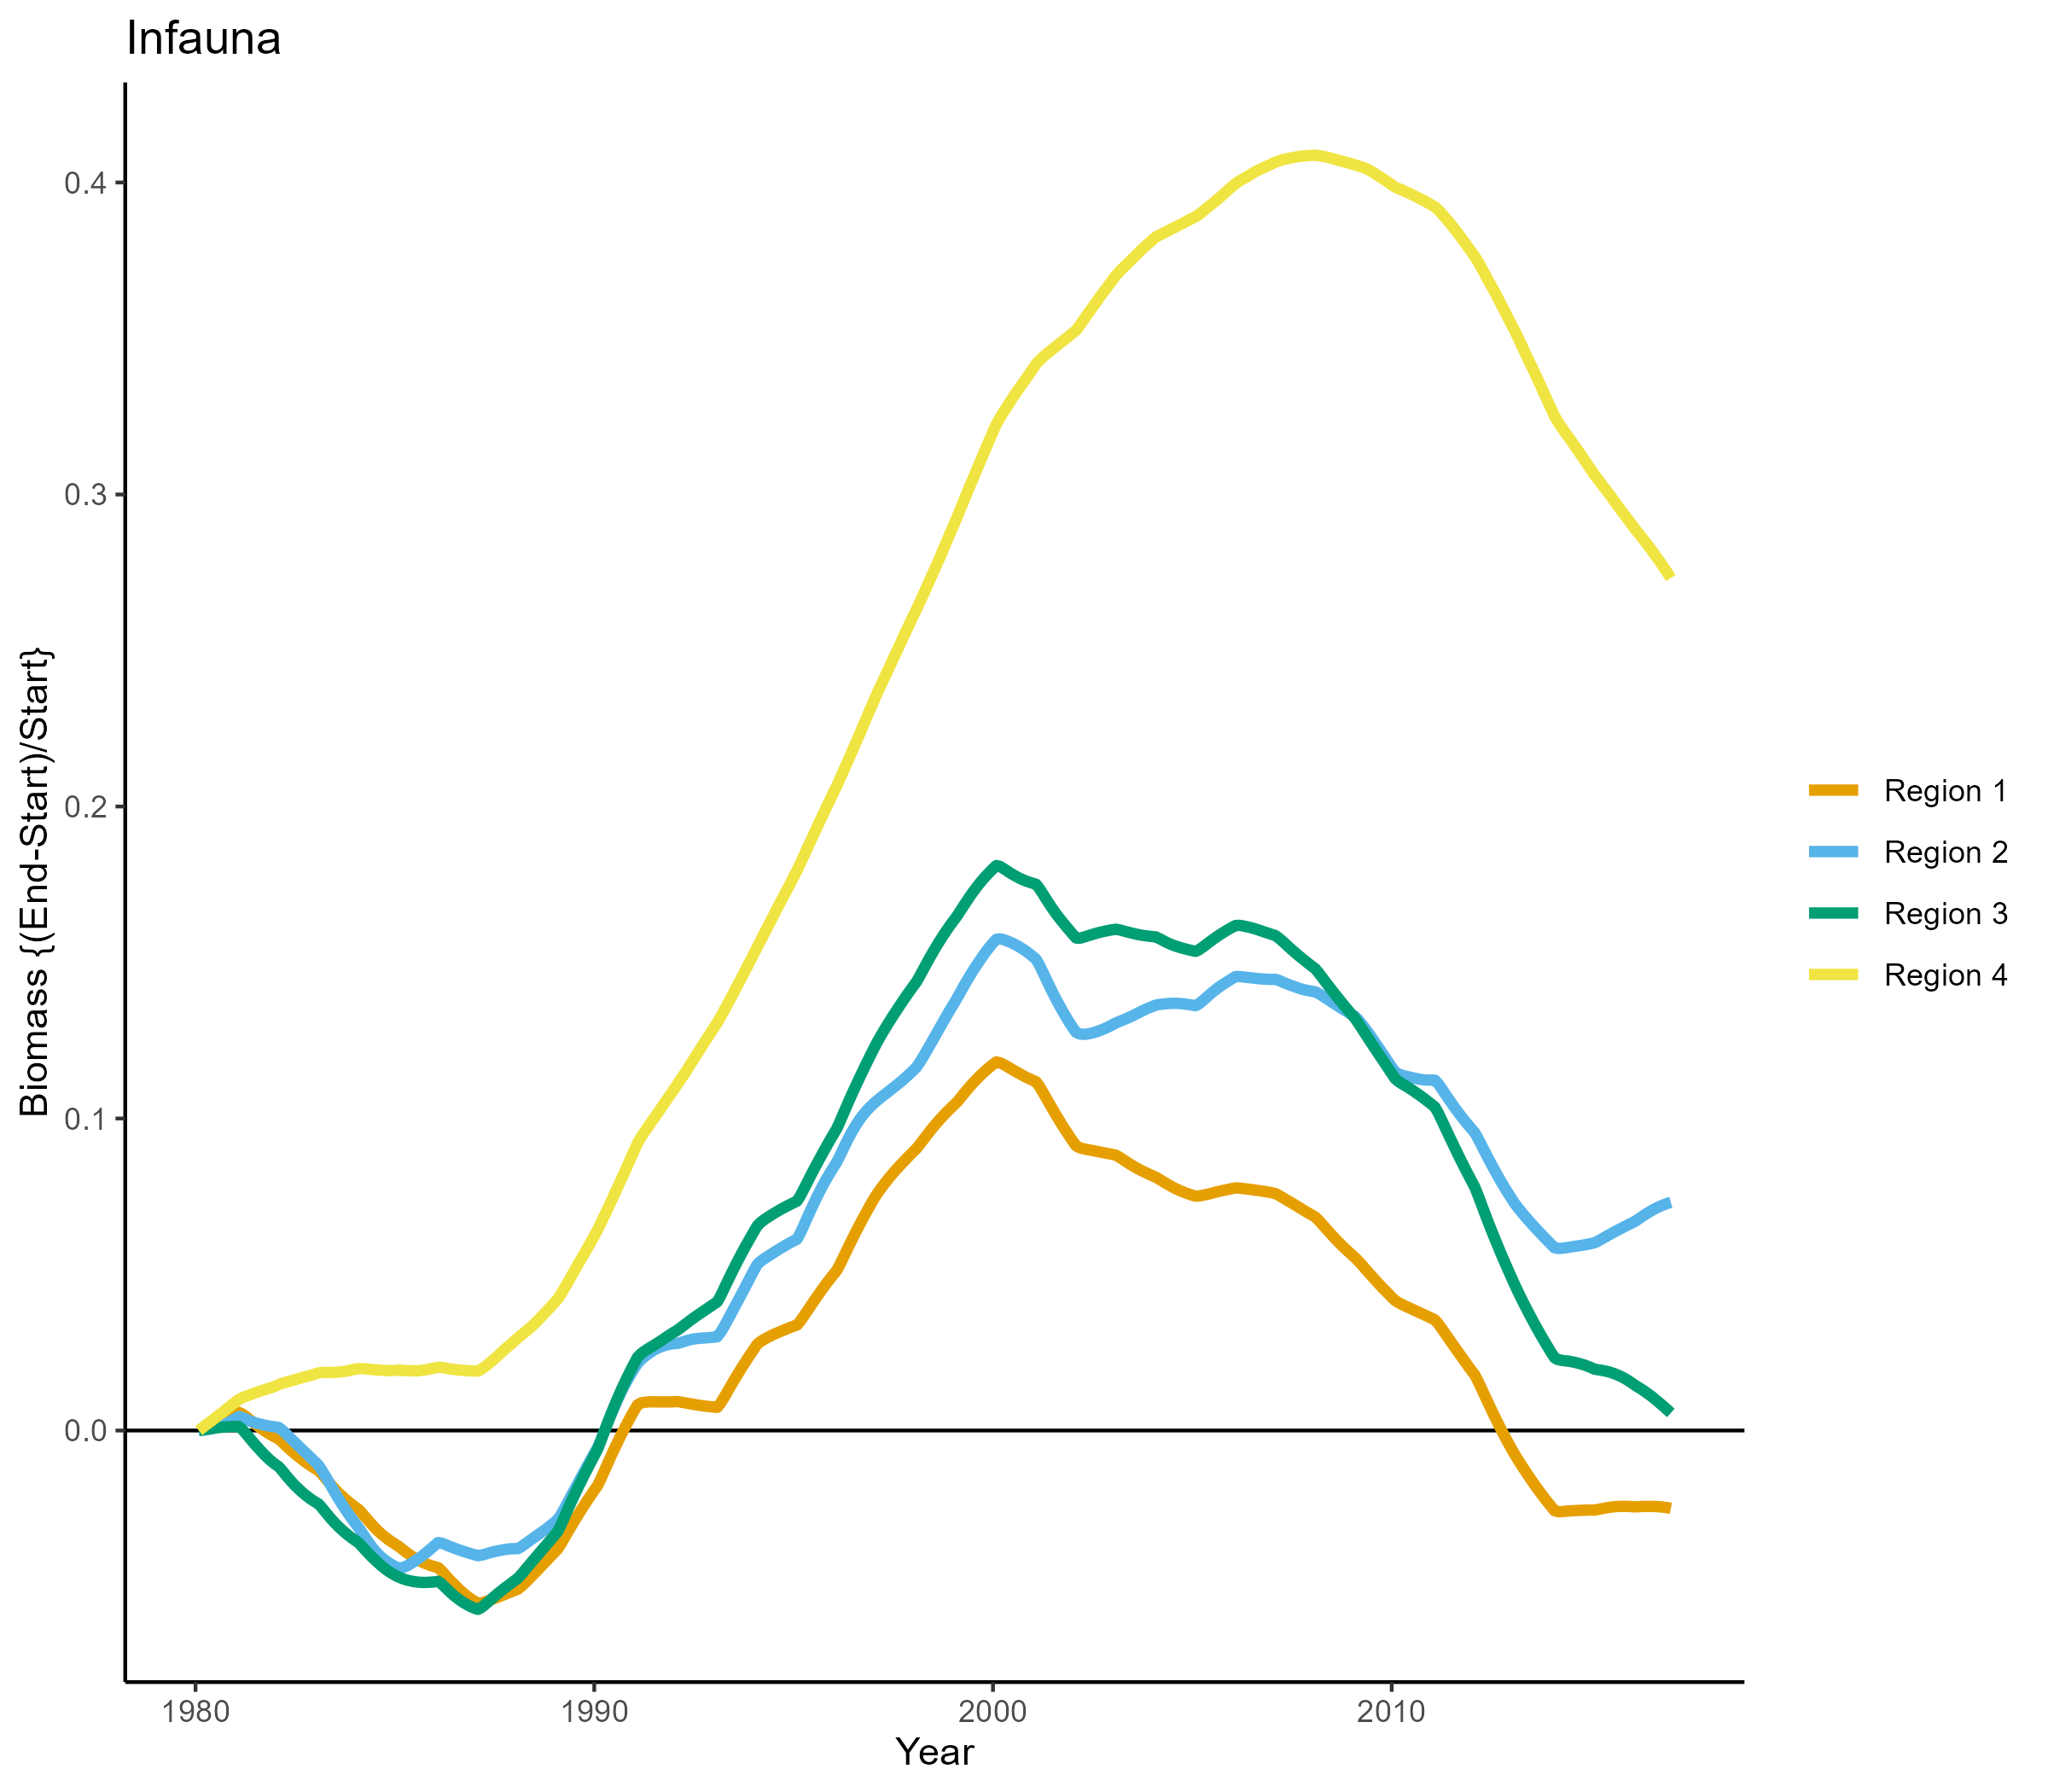 Infauna
Biomass {(End-Start)/Start}
0.4
0.3
0.2
0.1
0.0
1980
1990
2000
2010
Year
Region 1
Region 2
Region 3
Region 4